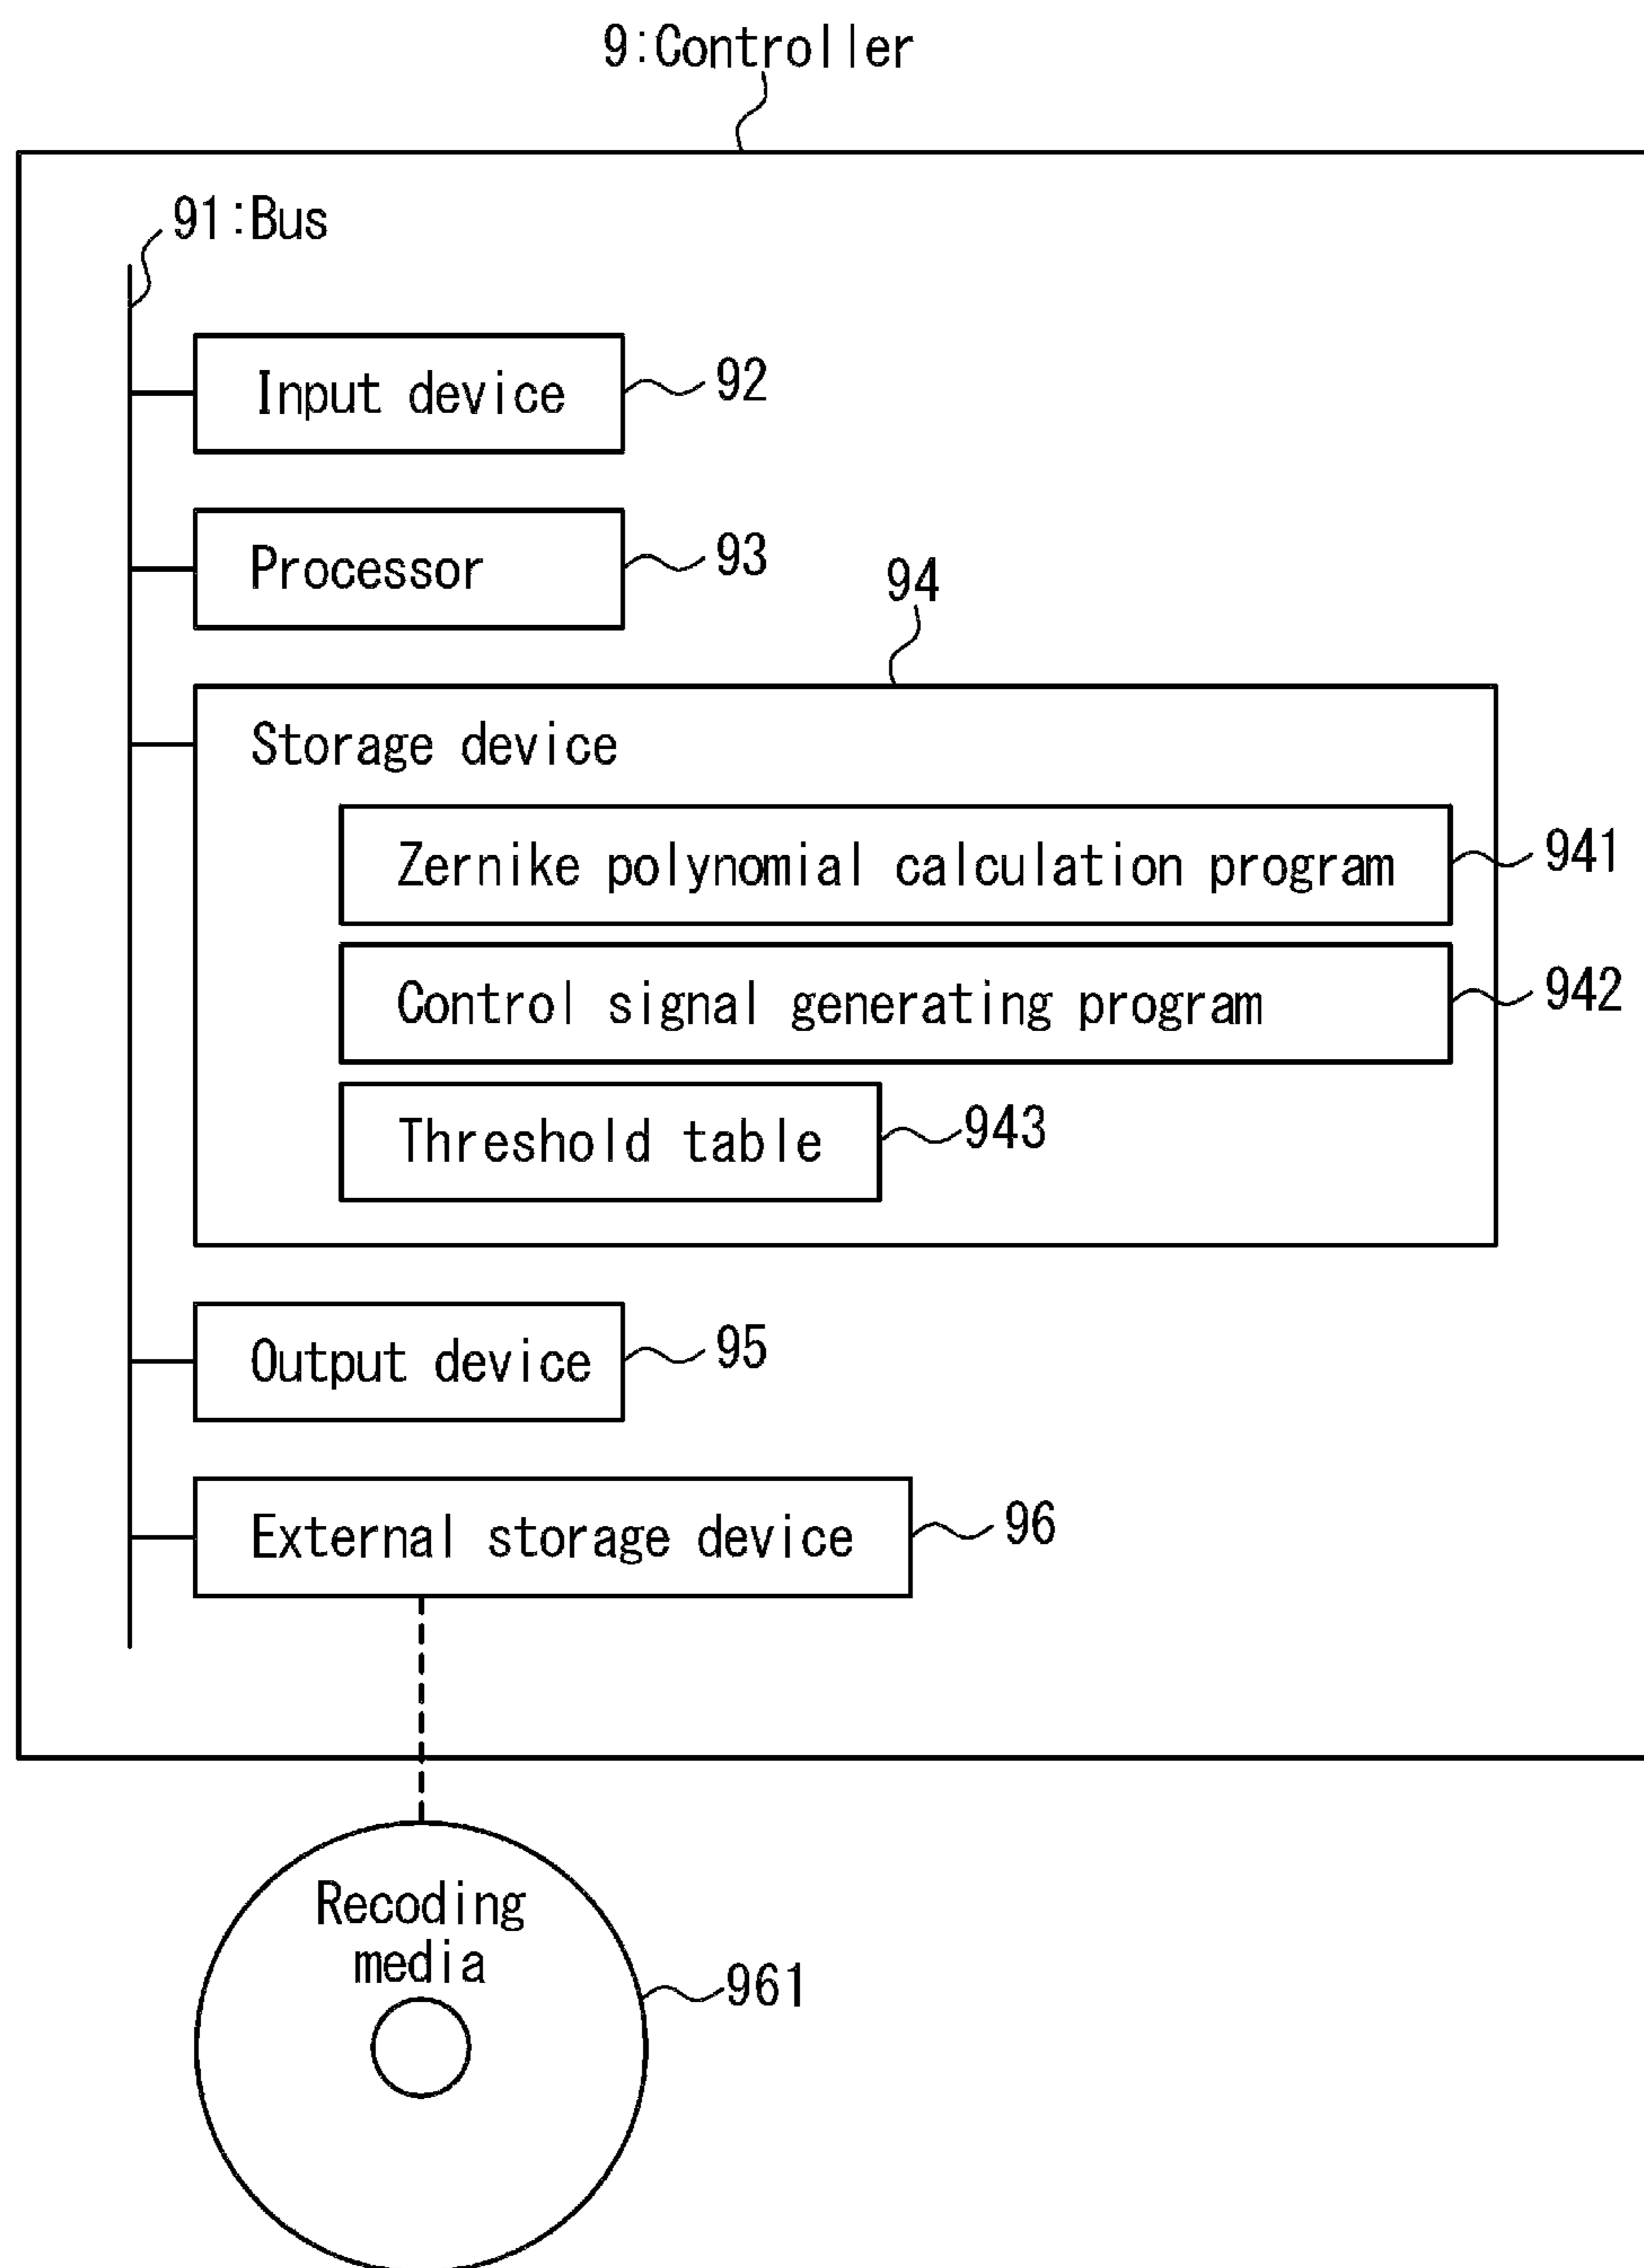 9:Controller
91:Bus
Input device
92
Processor
93
94
Storage device
Zernike polynomial calculation program
941
Control signal generating program
942
Threshold table
943
Output device
95
External storage device
96
Recoding
media
961